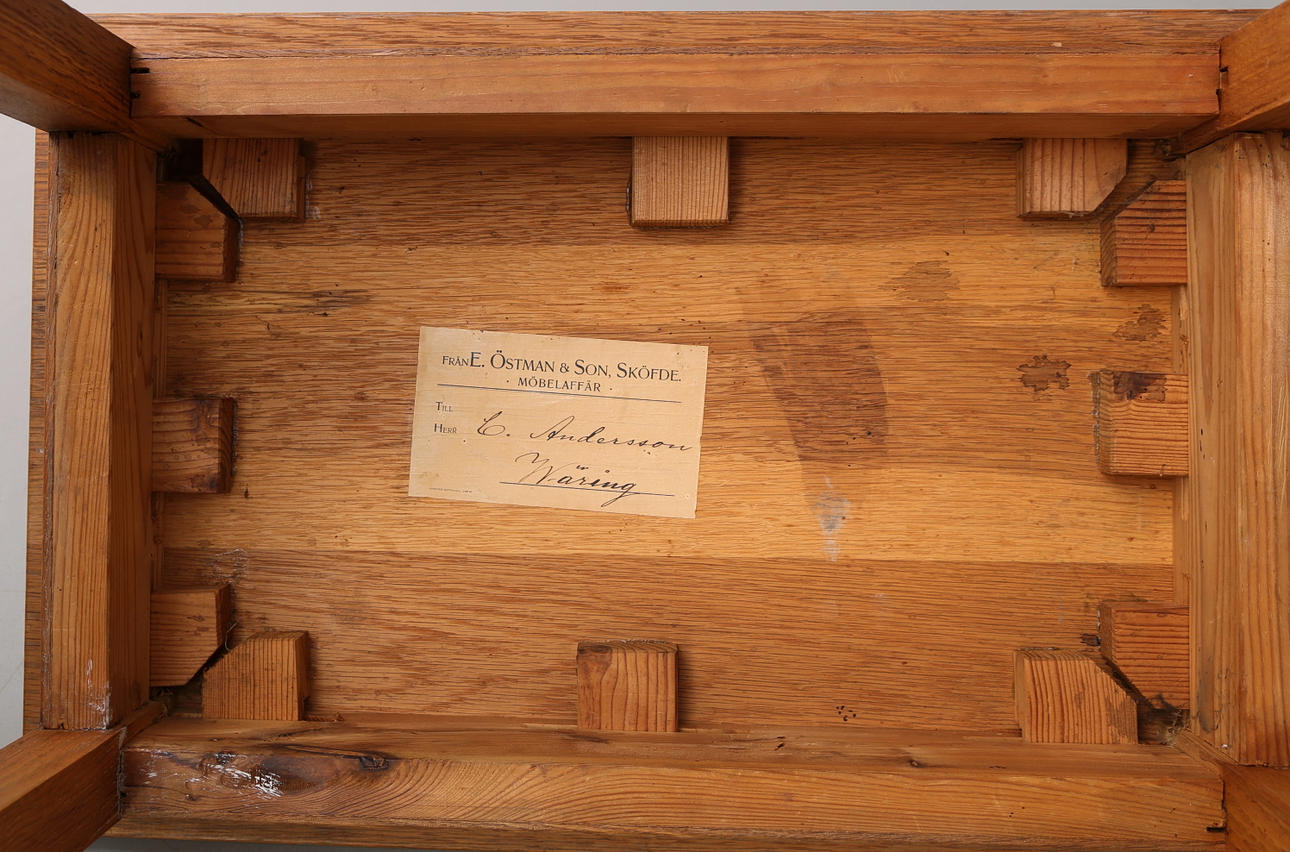 FRÅN E. ÖSTMAN & SON, SKÖFDE.
· MÖBELAFFÄR ·
TILL
HERR C. Andersson
Wäring